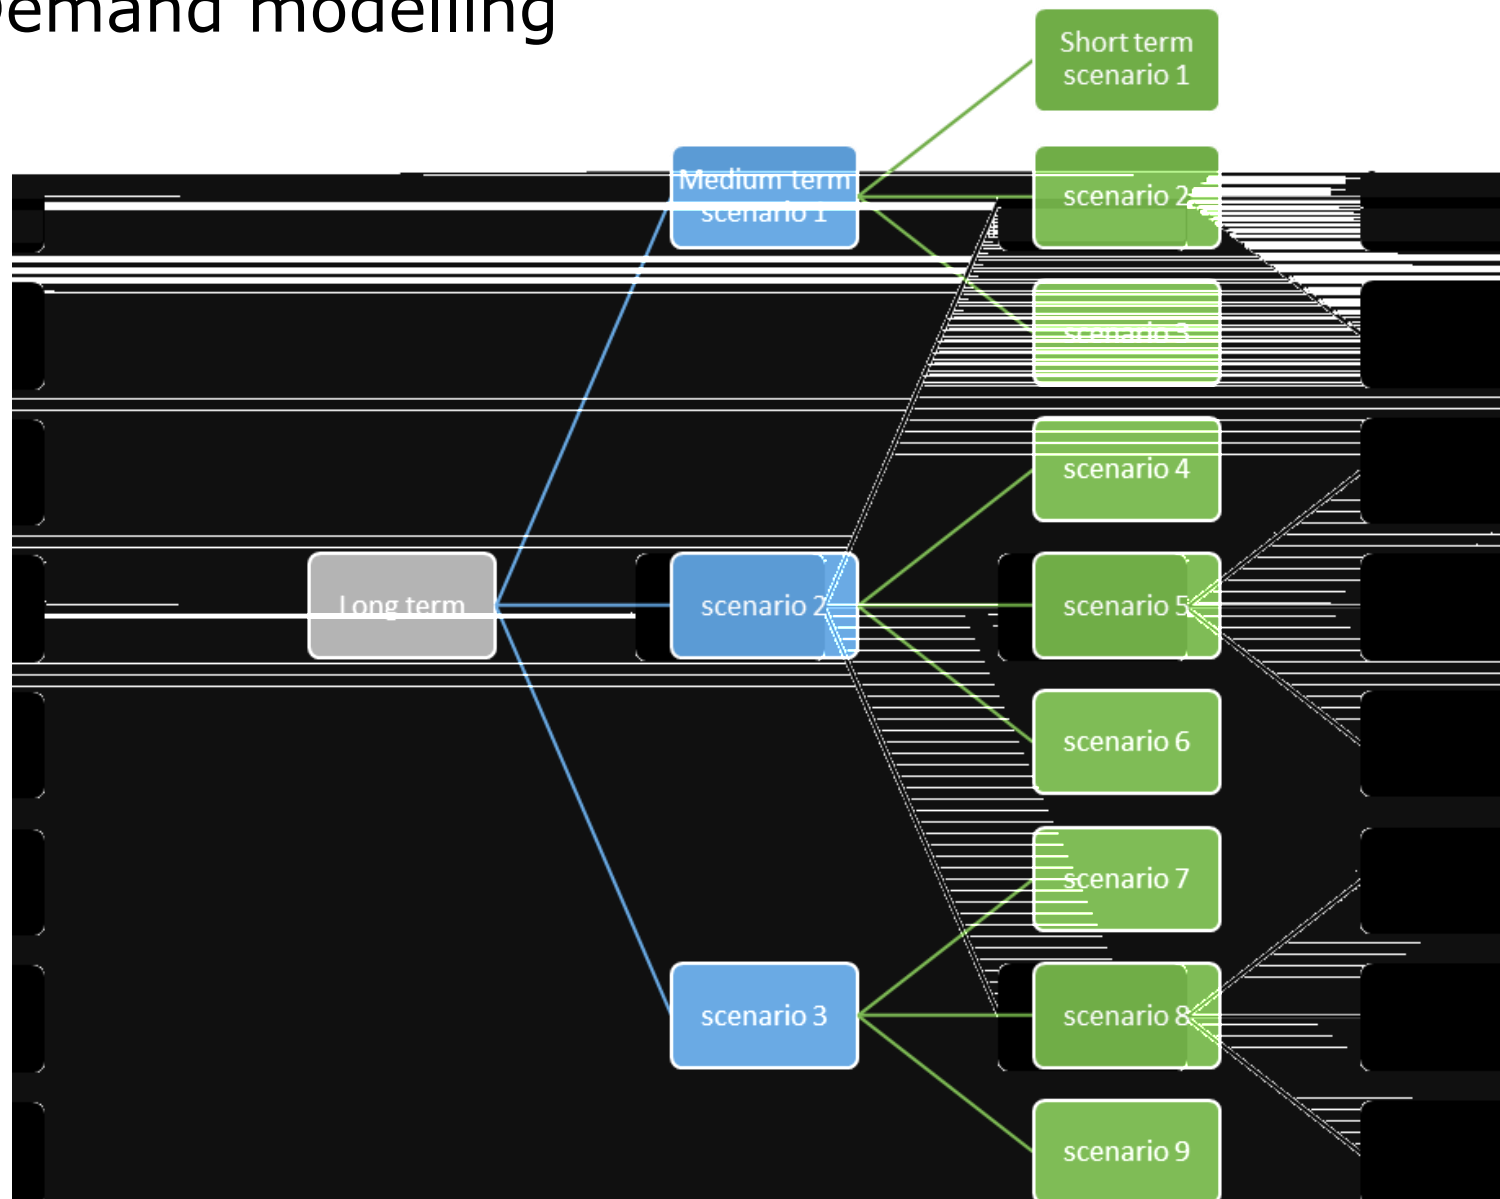 Demand modelling
Short term
scenario 1
Medium term
scenario 1
scenario 2
scenario 3
scenario 4
Long term
scenario 2
scenario 5
scenario 6
scenario 7
scenario 3
scenario 8
scenario 9